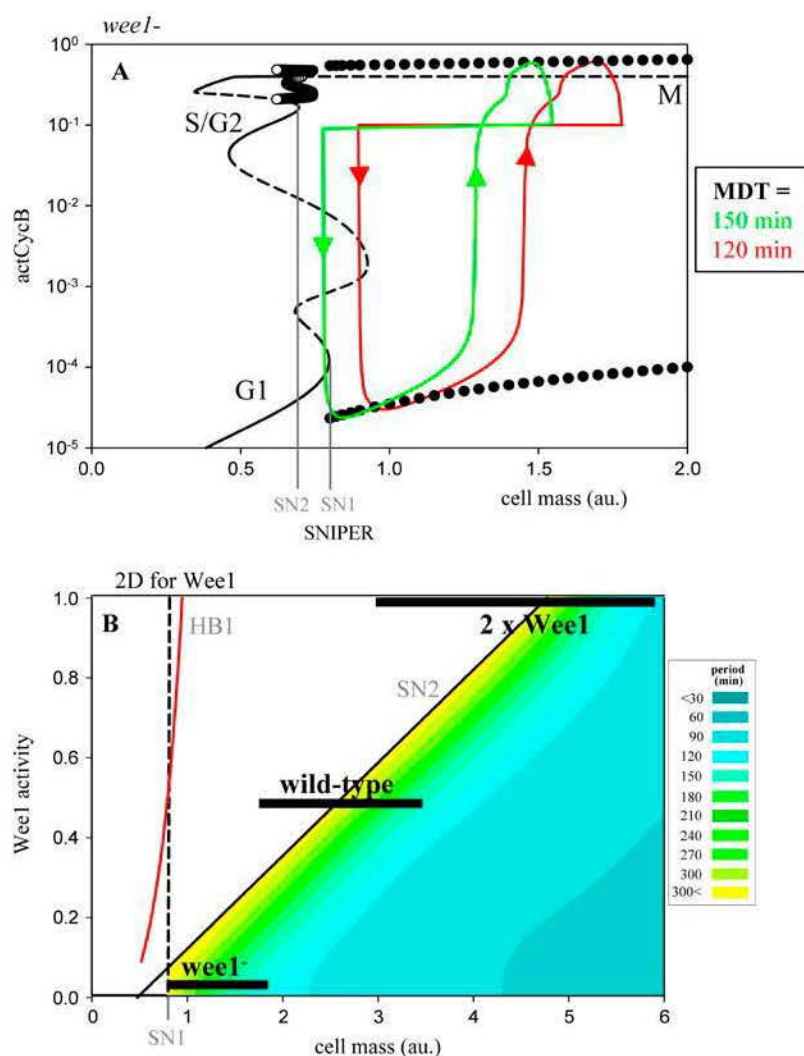 wee1-
A
10⁰
10⁻¹
10⁻²
10⁻³
10⁻⁴
10⁻⁵
actCycB
S/G2
G1
M
0.0 0.5 1.0 1.5 2.0
SN2 SN1
cell mass (au.)
SNIPER
MDT =
150 min
120 min
2D for Wee1
B
HB1
SN2
2 x Wee1
wild-type
wee1⁻
1.0
0.8
0.6
0.4
0.2
0.0
Wee1 activity
0 1 2 3 4 5 6
SN1
cell mass (au.)
period
(min)
<30
60
90
120
150
180
210
240
270
300
300<